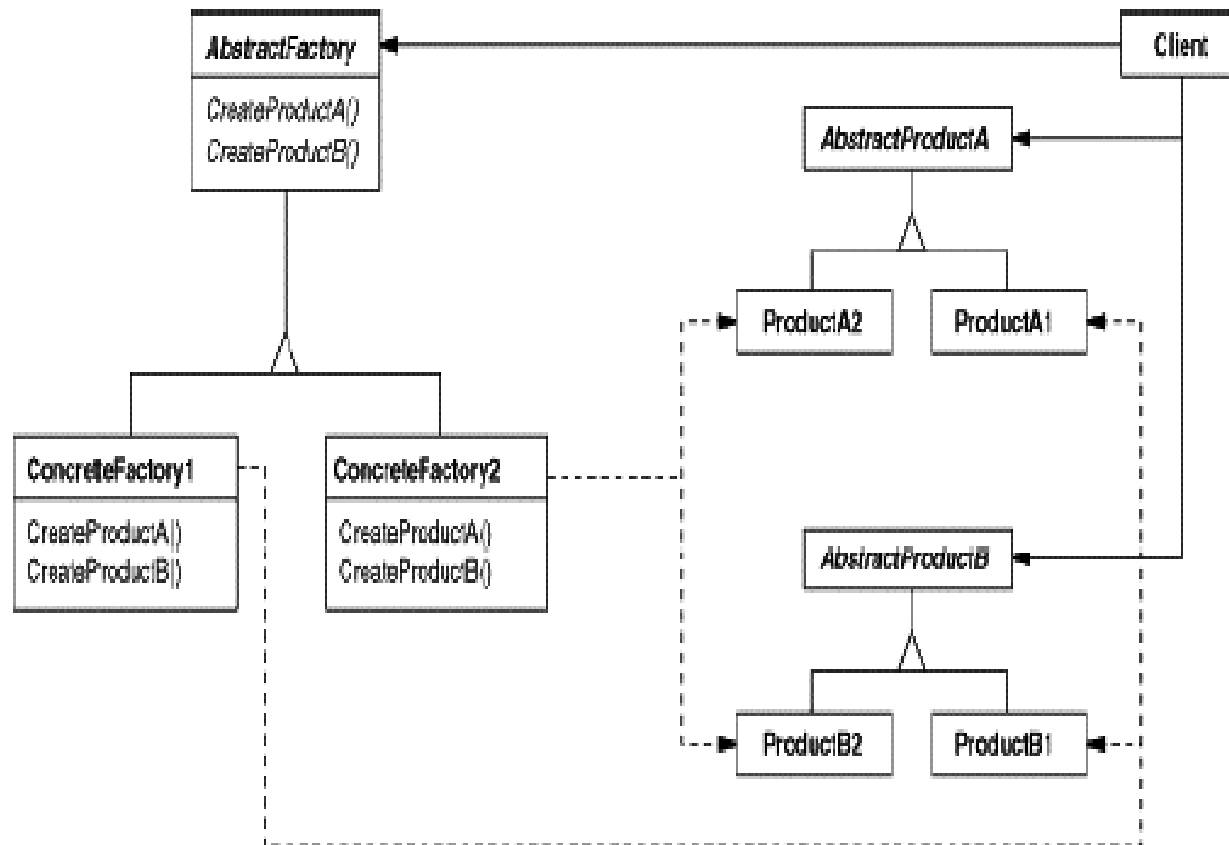 AbstractFactory
CreateProductA()
CreateProductB()
Client
AbstractProductA
ProductA2
ProductA1
ConcreteFactory1
CreateProductA()
CreateProductB()
ConcreteFactory2
CreateProductA()
CreateProductB()
AbstractProductB
ProductB2
ProductB1